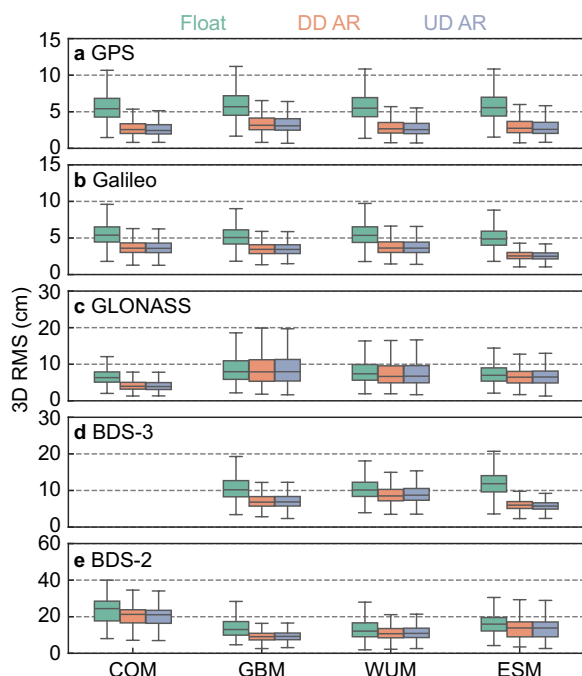 Float DD AR UD AR
15
a GPS
10
5
0
15
b Galileo
10
5
0
30
c GLONASS
20
10
0
30
d BDS-3
20
10
0
60
e BDS-2
40
20
0
3D RMS (cm)
COM GBM WUM ESM